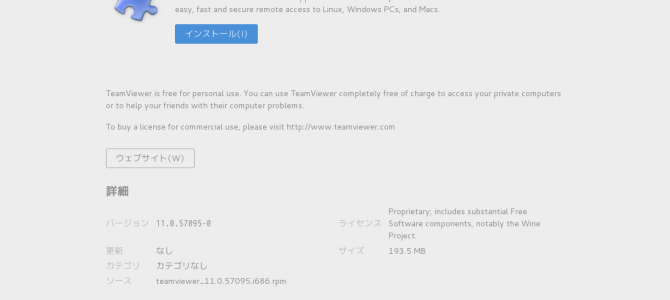 easy, fast and secure remote access to Linux, Windows PCs, and Macs.
インストール(I)
TeamViewer is free for personal use. You can use TeamViewer completely free of charge to access your private computers
or to help your friends with their computer problems.
To buy a license for commercial use, please visit http://www.teamviewer.com
ウェブサイト(W)
詳細
バージョン 11.0.57095-0
ライセンス Proprietary; includes substantial Free
Software components, notably the Wine
Project.
更新 なし
サイズ 193.5 MB
カテゴリ カテゴリなし
ソース teamviewer_11.0.57095.i686.rpm